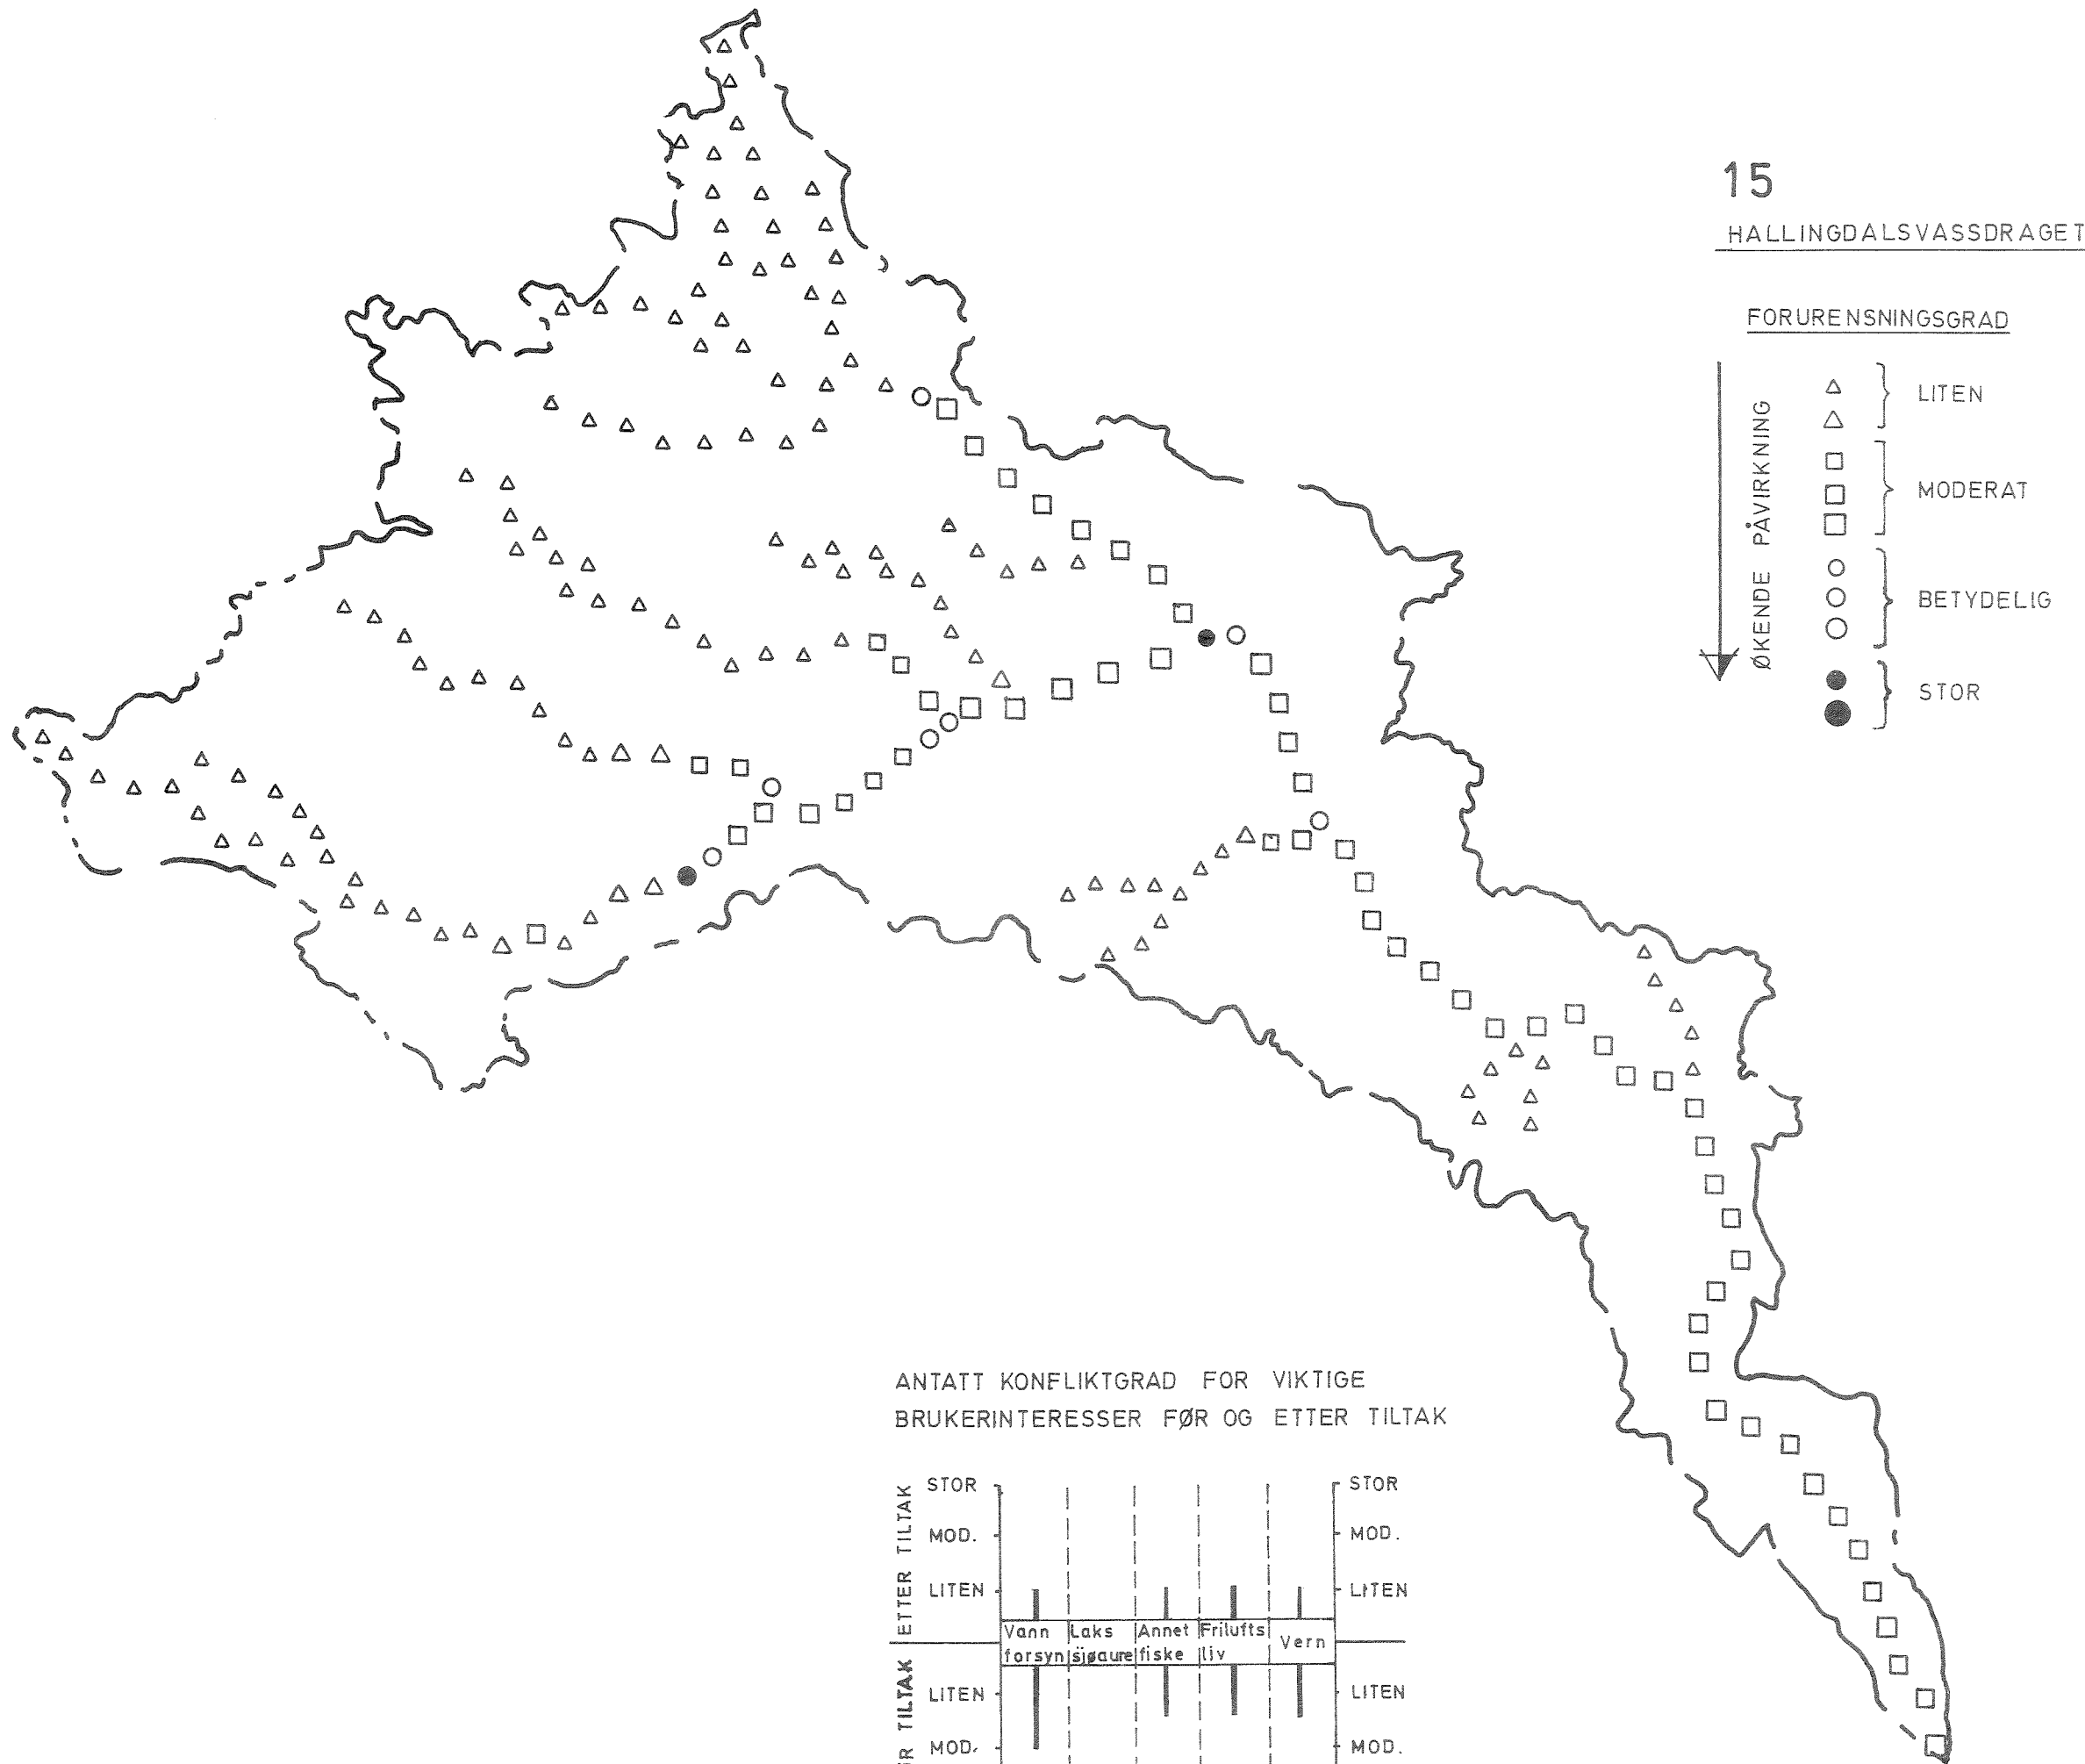 15
HALLINGDALSVASSDRAGET
FORURENSNINGSGRAD
ØKENDE PÅVIRKNING
LITEN
MODERAT
BETYDELIG
STOR
ANTATT KONFLIKTGRAD FOR VIKTIGE
BRUKERINTERESSER FØR OG ETTER TILTAK
ETTER TILTAK
STOR STOR
MOD. MOD.
LITEN LITEN
Vann Laks Annet Frilufts
forsyn sjøaure fiske liv Vern
TILTAK
LITEN LITEN
MOD. MOD.